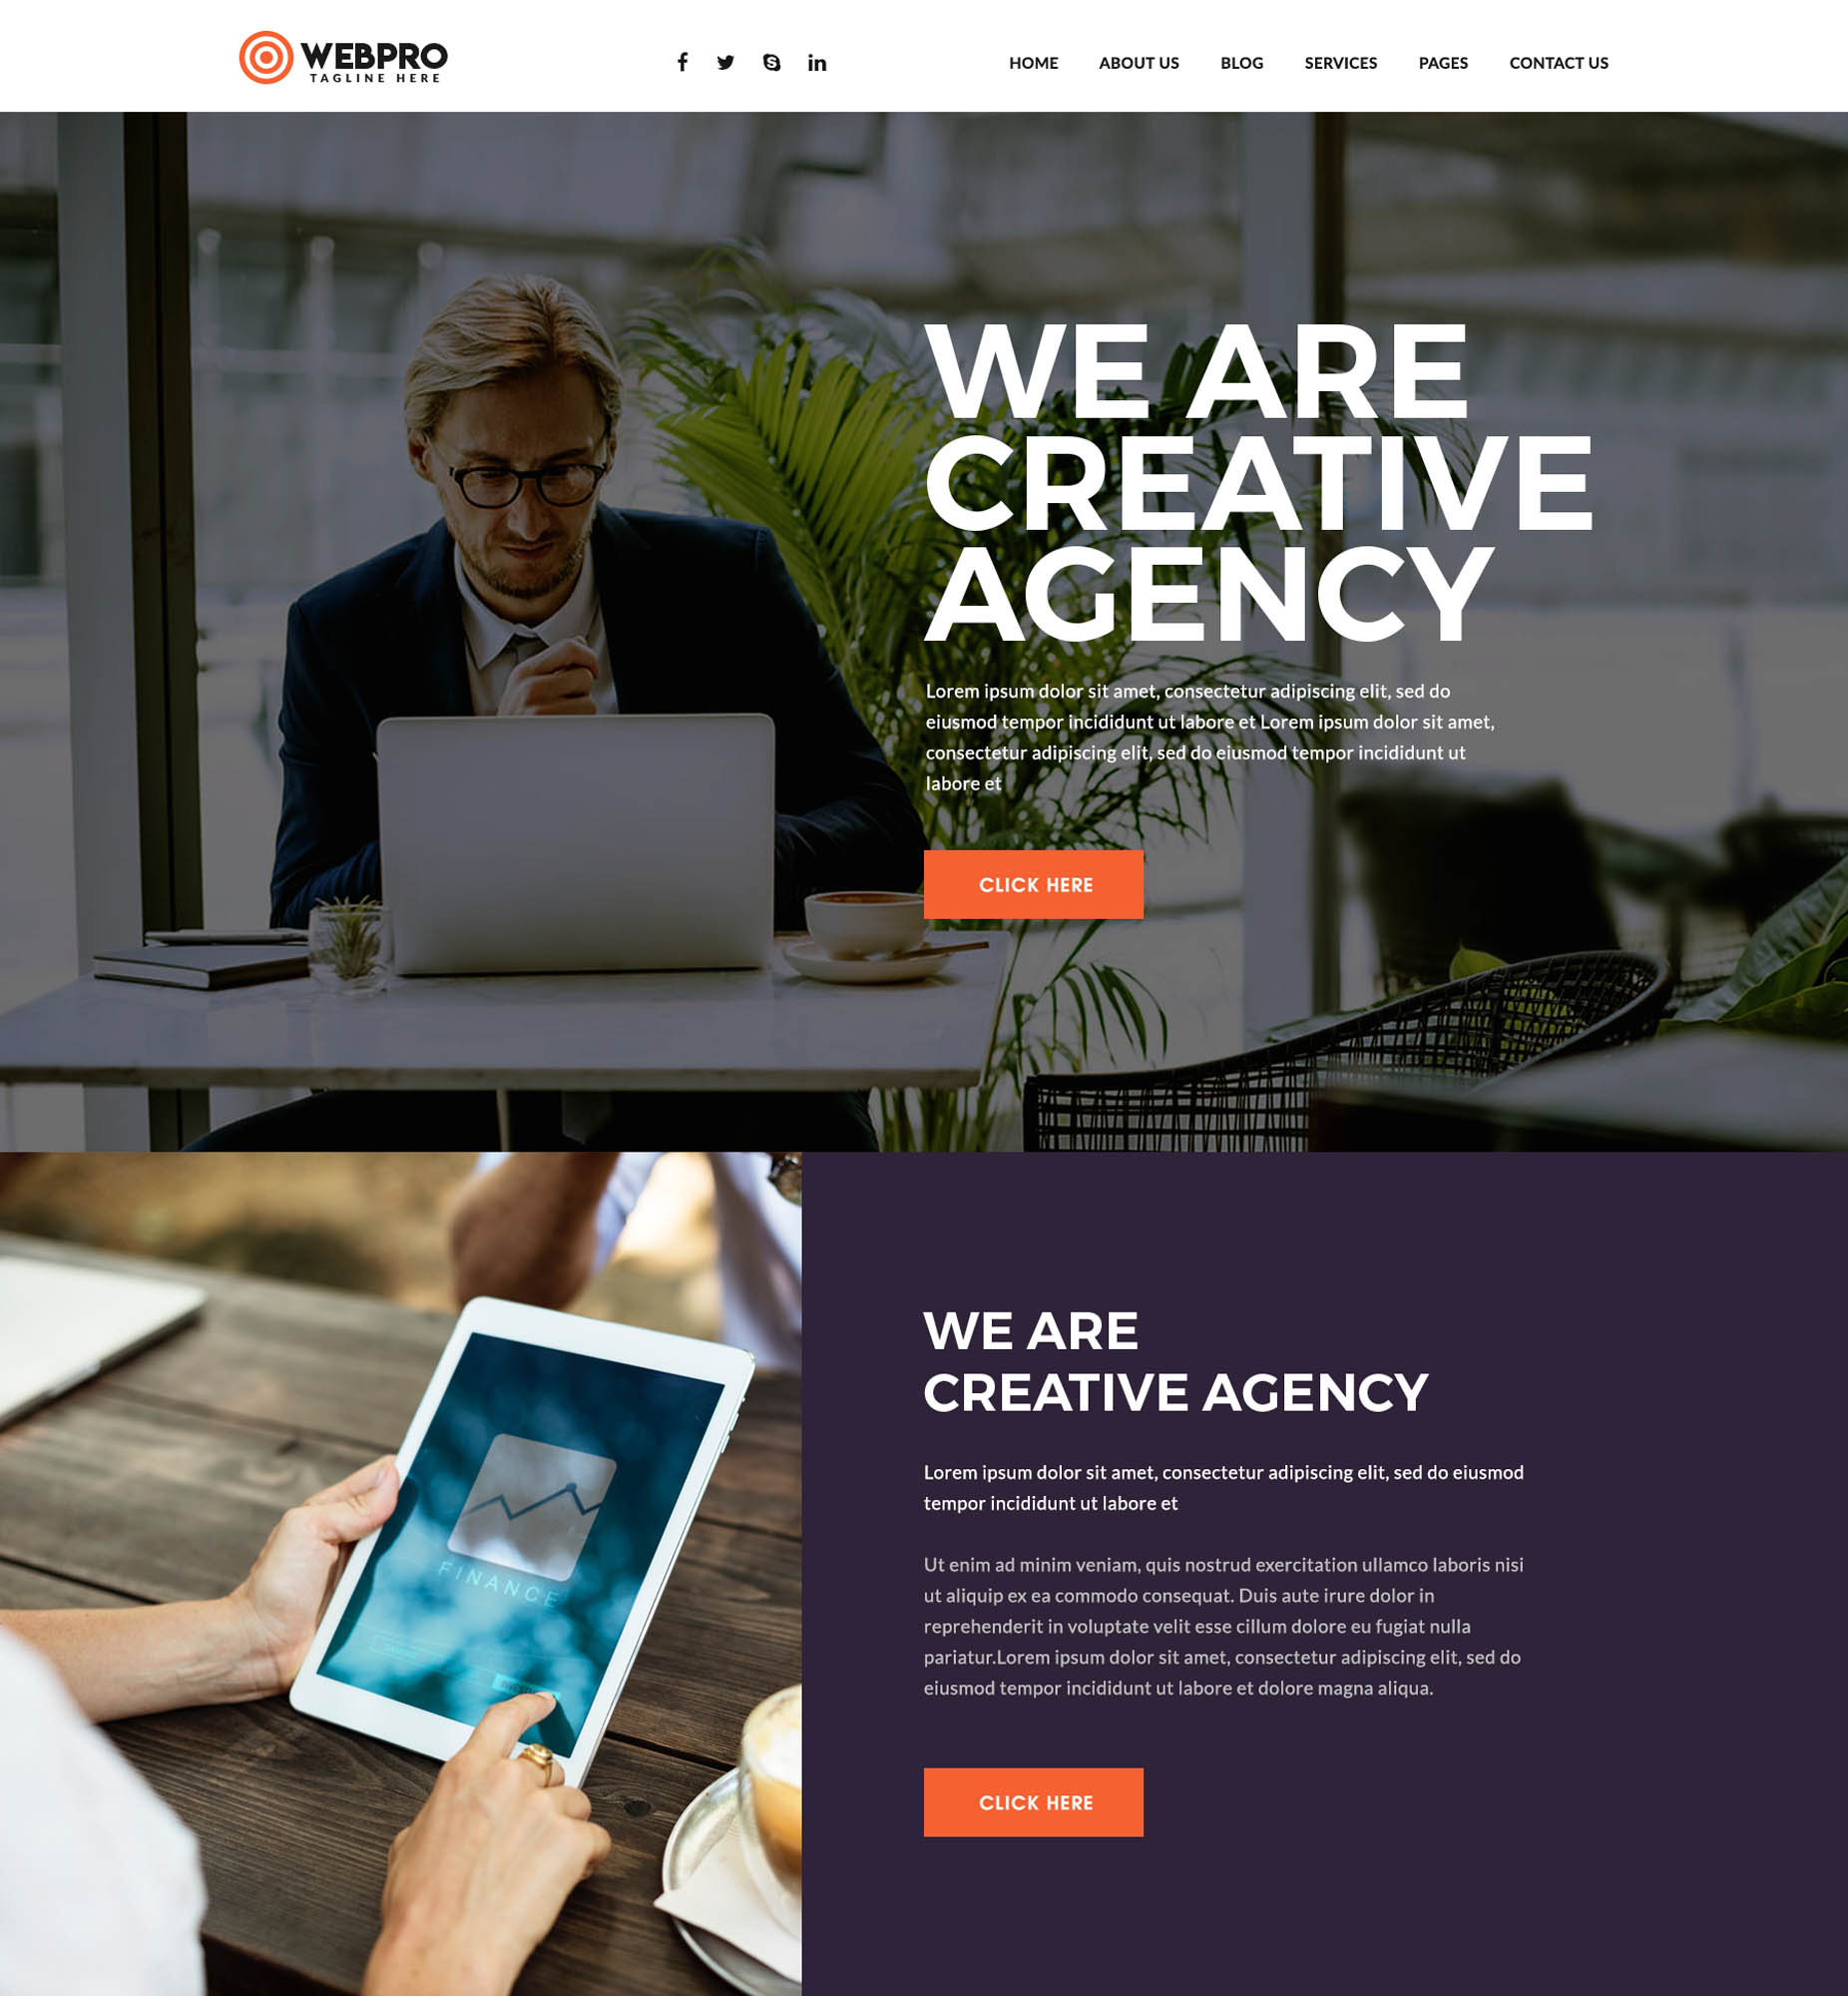 WEBPRO
TAGLINE HERE
HOME ABOUT US BLOG SERVICES PAGES CONTACT US
WE ARE
CREATIVE
AGENCY
Lorem ipsum dolor sit amet, consectetur adipiscing elit, sed do
eiusmod tempor incididunt ut labore et Lorem ipsum dolor sit amet,
consectetur adipiscing elit, sed do eiusmod tempor incididunt ut
labore et
CLICK HERE
FINANCE
WE ARE
CREATIVE AGENCY
Lorem ipsum dolor sit amet, consectetur adipiscing elit, sed do eiusmod
tempor incididunt ut labore et
Ut enim ad minim veniam, quis nostrud exercitation ullamco laboris nisi
ut aliquip ex ea commodo consequat. Duis aute irure dolor in
reprehenderit in voluptate velit esse cillum dolore eu fugiat nulla
pariatur.Lorem ipsum dolor sit amet, consectetur adipiscing elit, sed do
eiusmod tempor incididunt ut labore et dolore magna aliqua.
CLICK HERE